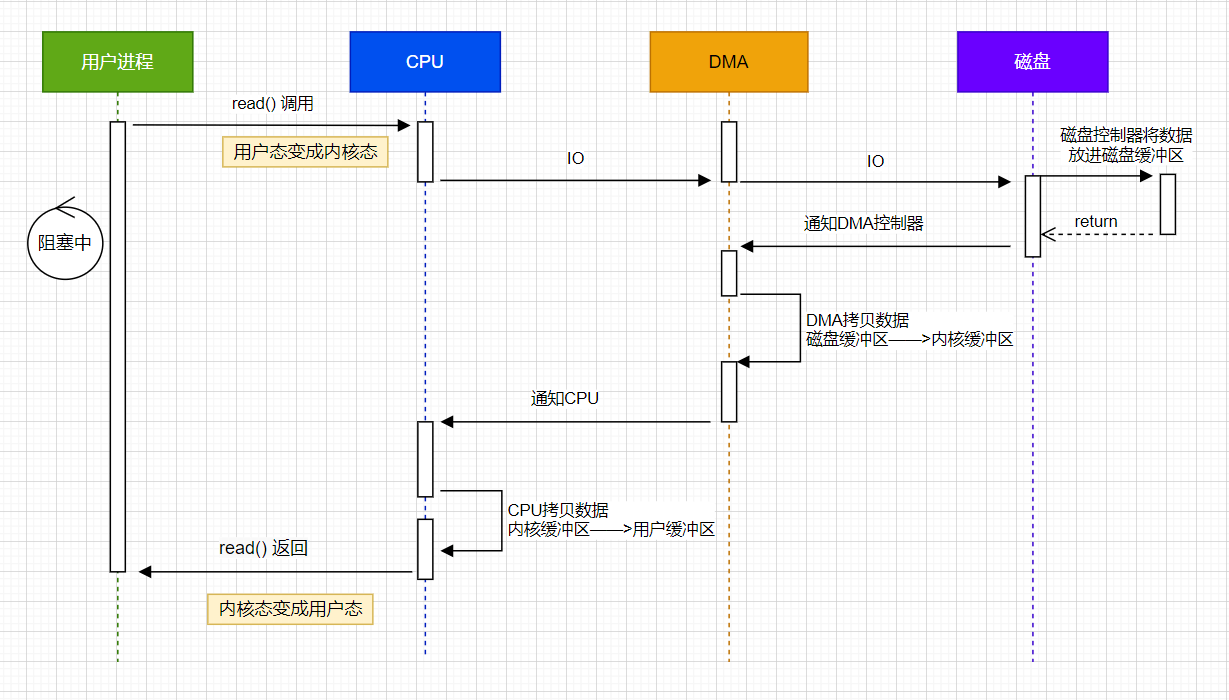 用户进程
CPU
DMA
磁盘
read() 调用
用户态变成内核态
IO
IO
磁盘控制器将数据
放进磁盘缓冲区
return
通知DMA控制器
阻塞中
DMA拷贝数据
磁盘缓冲区——>内核缓冲区
通知CPU
CPU拷贝数据
内核缓冲区——>用户缓冲区
read() 返回
内核态变成用户态